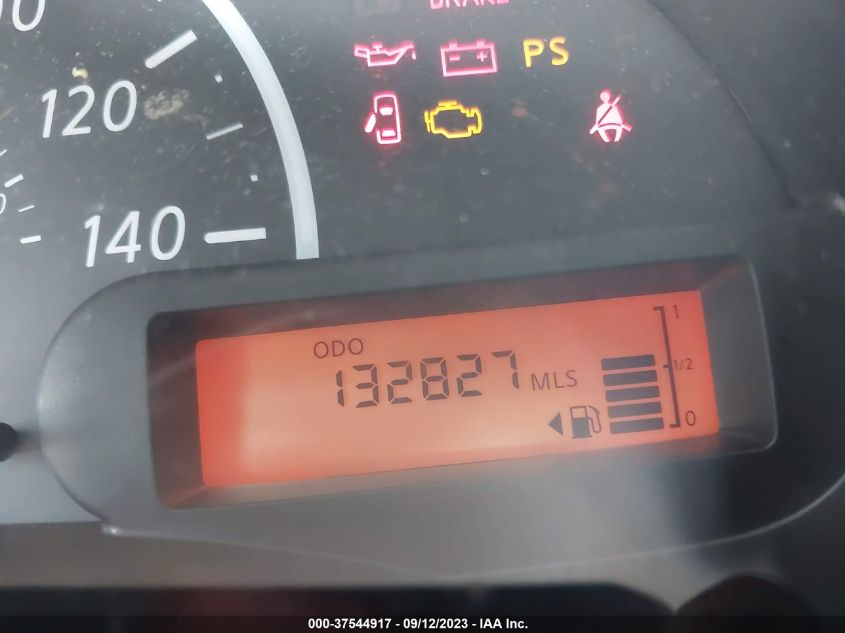 BRAKE
PS
120
140
ODO
132827 MLS
1
1/2
0
000-37544917 - 09/12/2023 - IAA Inc.